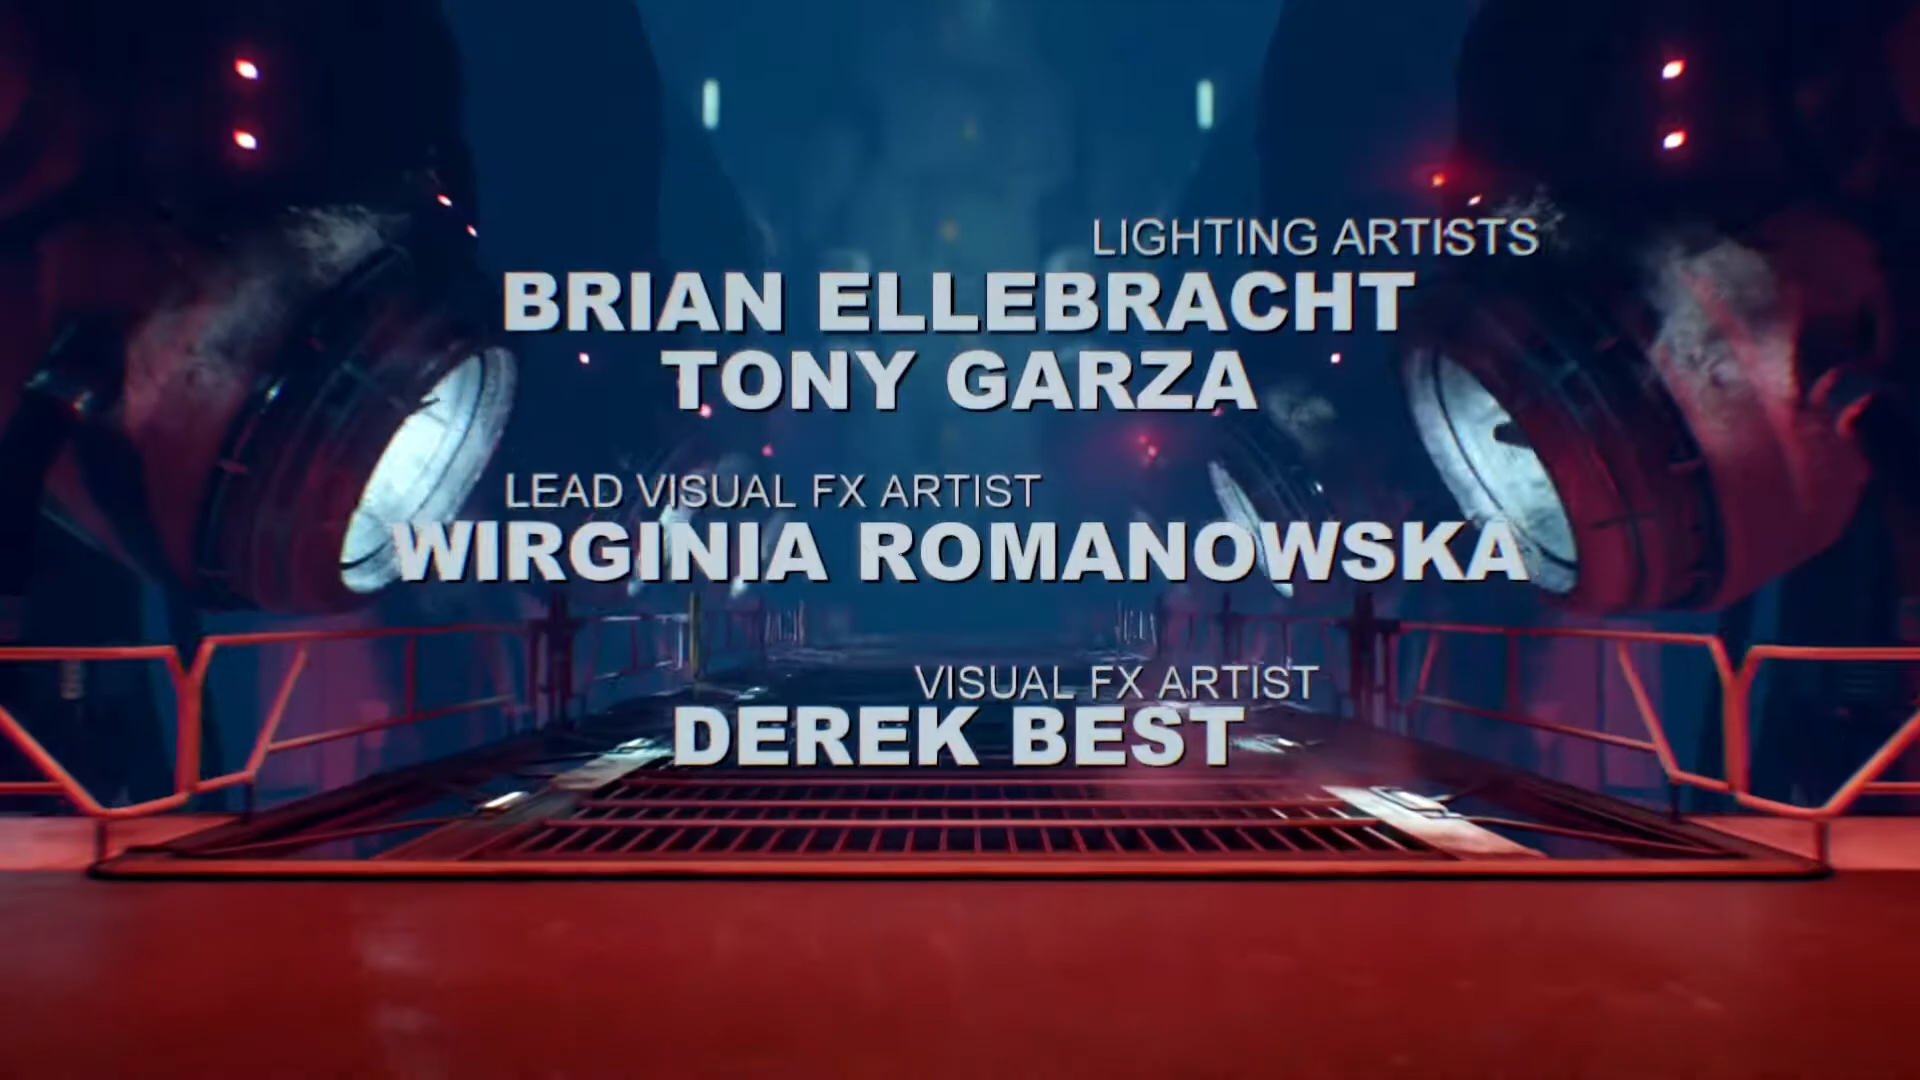 LIGHTING ARTISTS
BRIAN ELLEBRACHT
TONY GARZA
LEAD VISUAL FX ARTIST
WIRGINIA ROMANOWSKA
VISUAL FX ARTIST
DEREK BEST